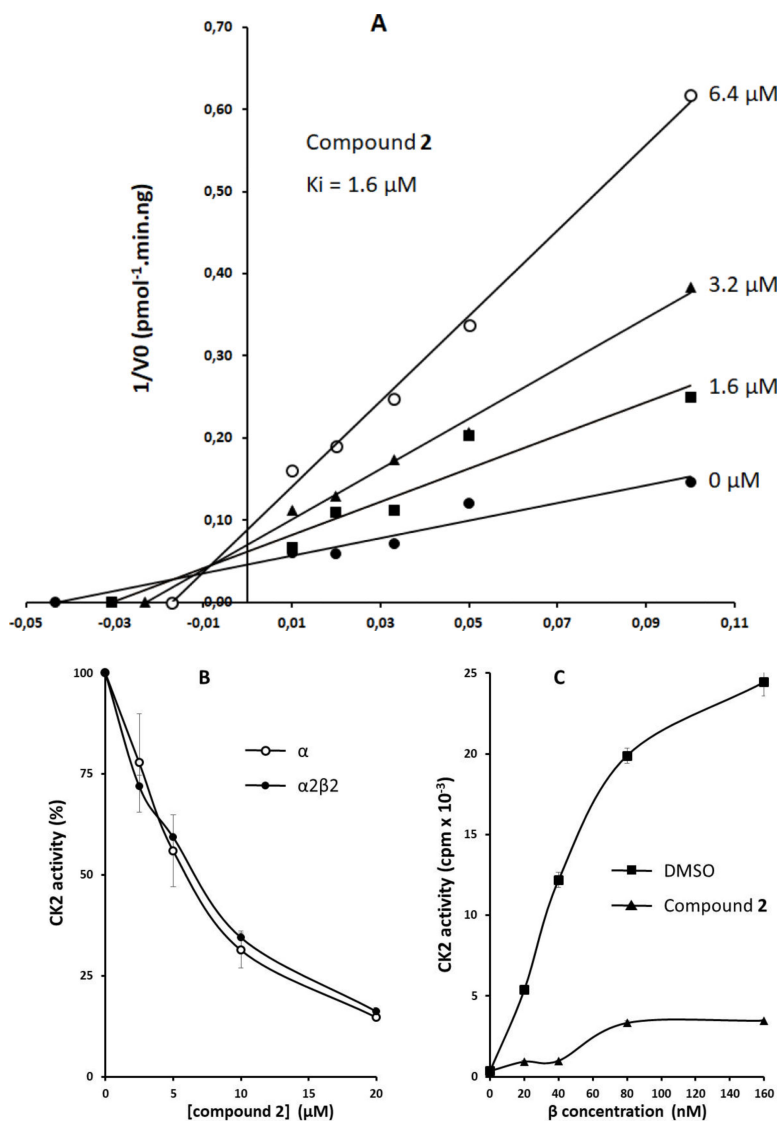 A
0,70
0,60
0,50
0,40
0,30
0,20
0,10
0,00
1/V0 (pmol-1.min.ng)
Compound 2
Ki = 1.6 µM
6.4 µM
3.2 µM
1.6 µM
0 µM
-0,05 -0,03 -0,01 0,01 0,03 0,05 0,07 0,09 0,11
B
100
75
50
25
0
CK2 activity (%)
α
α2β2
0 5 10 15 20
[compound 2] (µM)
C
25
20
15
10
5
0
CK2 activity (cpm x 10-3)
DMSO
Compound 2
0 20 40 60 80 100 120 140 160
β concentration (nM)